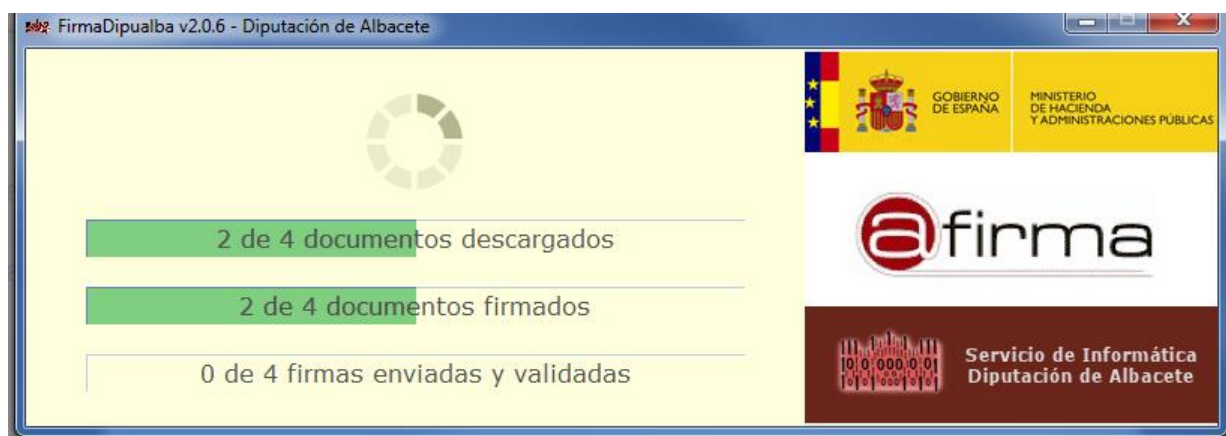 FirmaDipualba v2.0.6 - Diputación de Albacete
GOBIERNO
DE ESPAÑA
MINISTERIO
DE HACIENDA
Y ADMINISTRACIONES PÚBLICAS
2 de 4 documentos descargados
2 de 4 documentos firmados
0 de 4 firmas enviadas y validadas
@firma
Servicio de Informática
Diputación de Albacete